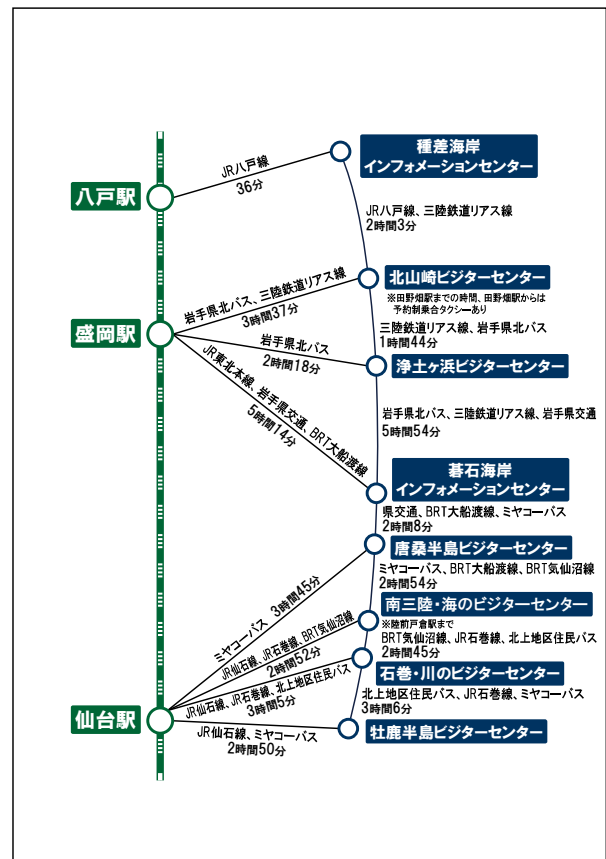 種差海岸
インフォメーションセンター
JR八戸線
36分
八戸駅
JR八戸線、三陸鉄道リアス線
2時間3分
北山崎ビジターセンター
※田野畑駅までの時間、田野畑駅からは
予約制乗合タクシーあり
岩手県北バス、三陸鉄道リアス線
3時間37分
盛岡駅
三陸鉄道リアス線、岩手県北バス
1時間44分
岩手県北バス
2時間18分
浄土ヶ浜ビジターセンター
JR東北本線、岩手県交通、BRT大船渡線
5時間14分
岩手県北バス、三陸鉄道リアス線、岩手県交通
5時間54分
碁石海岸
インフォメーションセンター
県交通、BRT大船渡線、ミヤコーバス
2時間8分
唐桑半島ビジターセンター
ミヤコーバス 3時間45分
ミヤコーバス、BRT大船渡線、BRT気仙沼線
2時間54分
南三陸・海のビジターセンター
※陸前戸倉駅まで
JR仙石線、JR石巻線、BRT気仙沼線
2時間52分
BRT気仙沼線、JR石巻線、北上地区住民バス
2時間45分
石巻・川のビジターセンター
JR仙石線、JR石巻線、北上地区住民バス
3時間5分
北上地区住民バス、JR石巻線、ミヤコーバス
3時間6分
仙台駅
JR仙石線、ミヤコーバス
2時間50分
牡鹿半島ビジターセンター